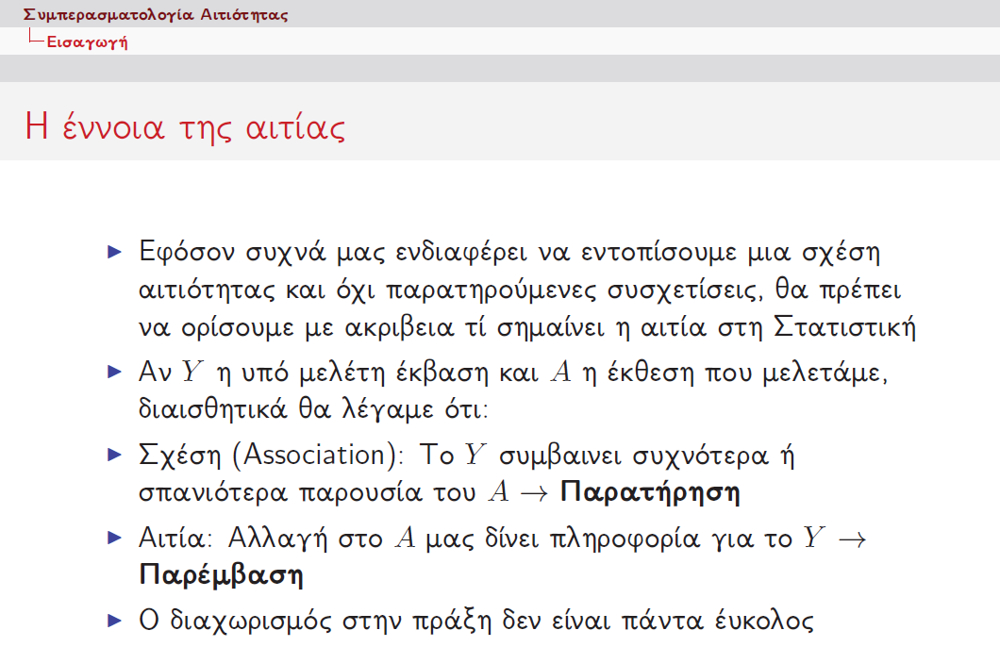 Συμπερασματολογία Αιτιότητας
Εισαγωγή
Η έννοια της αιτίας
▶ Εφόσον συχνά μας ενδιαφέρει να εντοπίσουμε μια σχέση
αιτιότητας και όχι παρατηρούμενες συσχετίσεις, θα πρέπει
να ορίσουμε με ακριβεια τί σημαίνει η αιτία στη Στατιστική
▶ Αν Y η υπό μελέτη έκβαση και A η έκθεση που μελετάμε,
διαισθητικά θα λέγαμε ότι:
▶ Σχέση (Association): Το Y συμβαινει συχνότερα ή
σπανιότερα παρουσία του A → Παρατήρηση
▶ Αιτία: Αλλαγή στο A μας δίνει πληροφορία για το Y →
Παρέμβαση
▶ Ο διαχωρισμός στην πράξη δεν είναι πάντα έυκολος